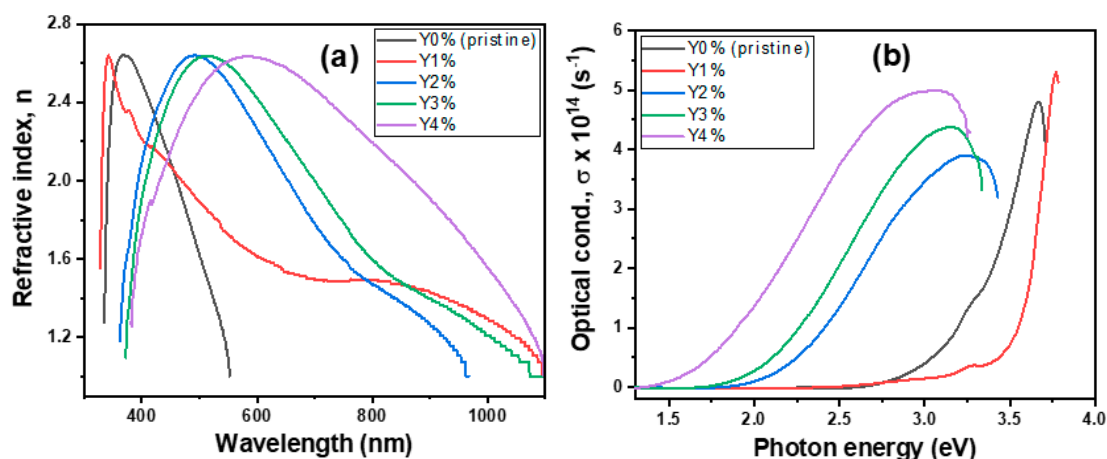 (a)
Y0% (pristine)
Y1%
Y2%
Y3%
Y4%
Refractive index, n
2.8
2.4
2.0
1.6
1.2
400
600
800
1000
Wavelength (nm)
(b)
Y0% (pristine)
Y1%
Y2%
Y3%
Y4%
Optical cond., σ x 10¹⁴ (s⁻¹)
6
5
4
3
2
1
0
1.5
2.0
2.5
3.0
3.5
4.0
Photon energy (eV)